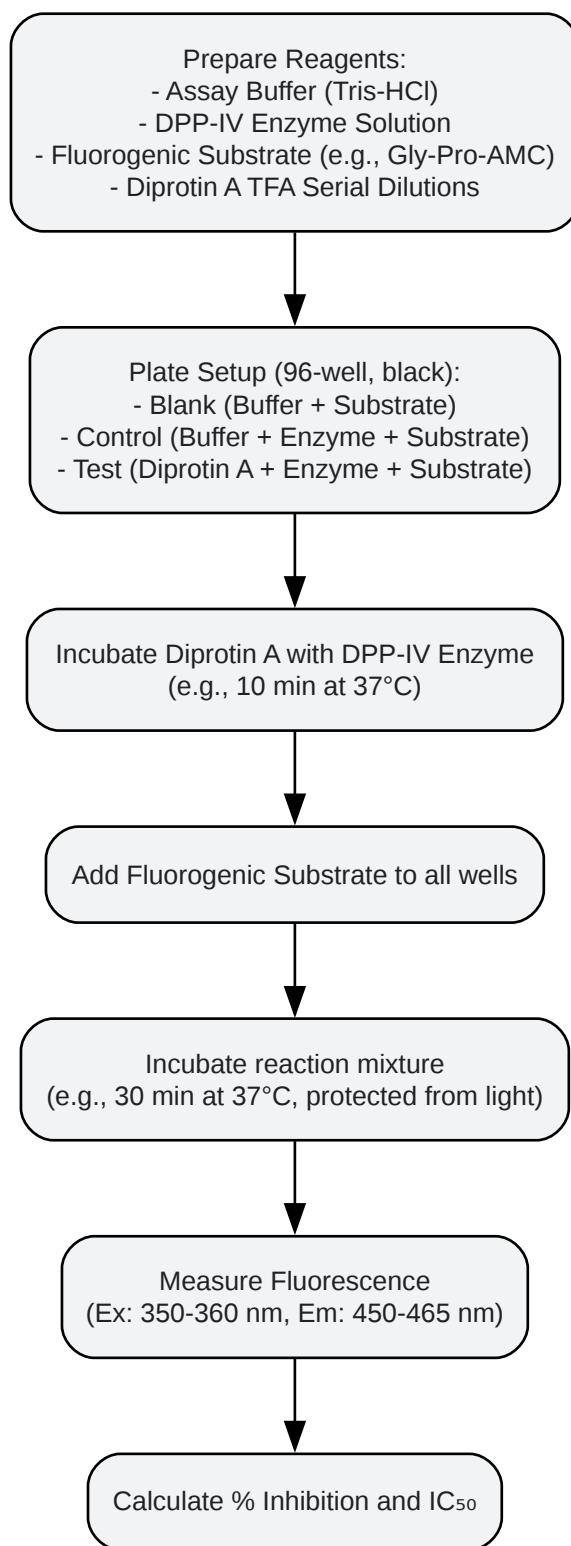 Prepare Reagents:
- Assay Buffer (Tris-HCl)
- DPP-IV Enzyme Solution
- Fluorogenic Substrate (e.g., Gly-Pro-AMC)
- Diprotin A TFA Serial Dilutions
Plate Setup (96-well, black):
- Blank (Buffer + Substrate)
- Control (Buffer + Enzyme + Substrate)
- Test (Diprotin A + Enzyme + Substrate)
Incubate Diprotin A with DPP-IV Enzyme
(e.g., 10 min at 37°C)
Add Fluorogenic Substrate to all wells
Incubate reaction mixture
(e.g., 30 min at 37°C, protected from light)
Measure Fluorescence
(Ex: 350-360 nm, Em: 450-465 nm)
Calculate % Inhibition and IC₅₀